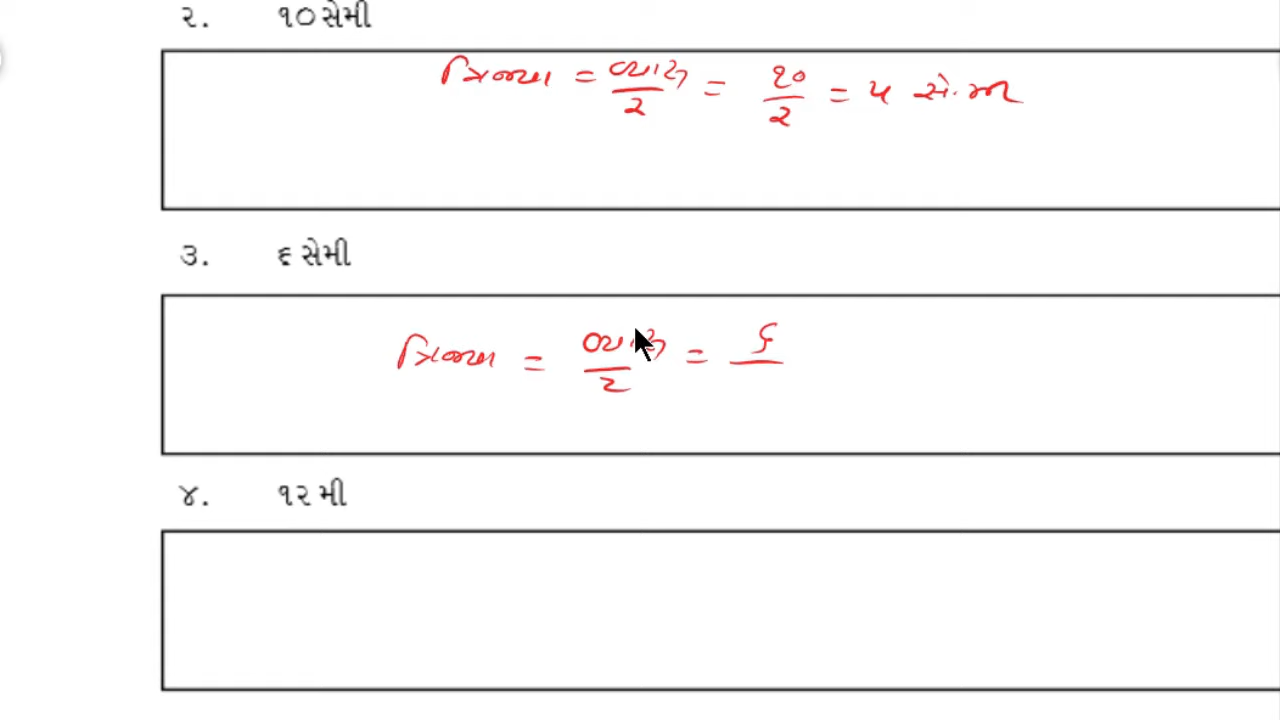 ૨. ૧૦ સેમી
ત્રિજ્યા = વ્યાસ/૨ = ૧૦/૨ = ૫ સે.મી
૩. ૬ સેમી
ત્રિજ્યા = વ્યાસ/૨ = ૬
૪. ૧૨ મી